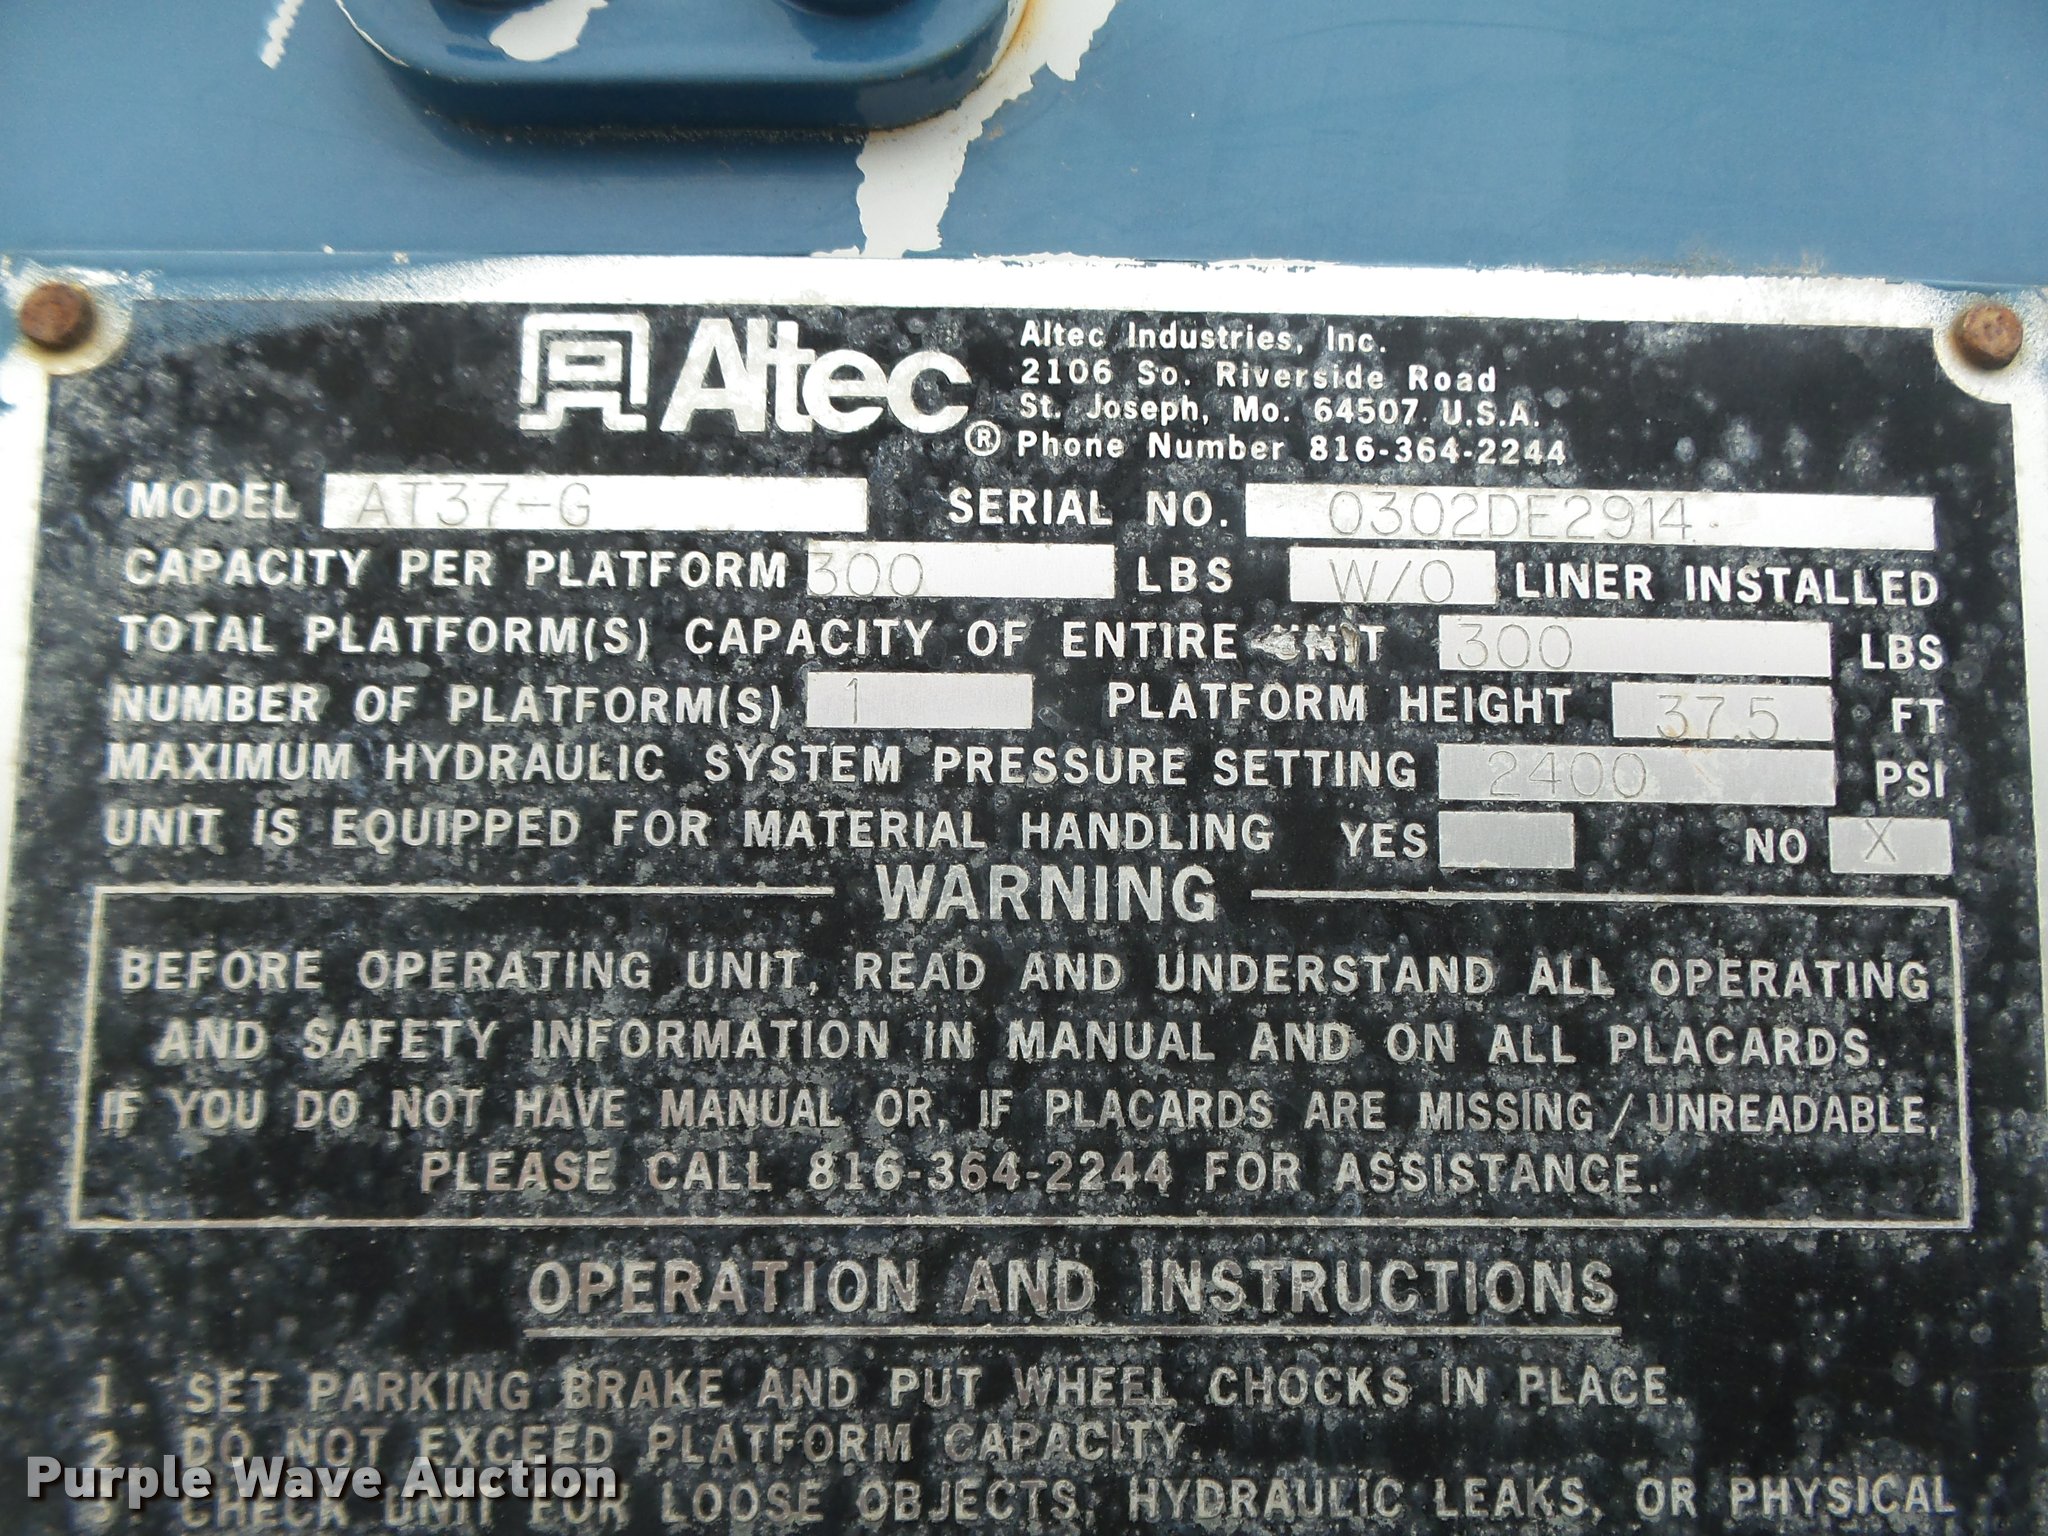 Altec
Altec Industries, Inc.
2106 So. Riverside Road
St. Joseph, Mo. 64507 U.S.A.
® Phone Number 816-364-2244
MODEL AT37-G SERIAL NO. 0302DE2914
CAPACITY PER PLATFORM 300 LBS W/O LINER INSTALLED
TOTAL PLATFORM(S) CAPACITY OF ENTIRE UNIT 300 LBS
NUMBER OF PLATFORM(S) 1 PLATFORM HEIGHT 37.5 FT
MAXIMUM HYDRAULIC SYSTEM PRESSURE SETTING 2400 PSI
UNIT IS EQUIPPED FOR MATERIAL HANDLING YES NO X
WARNING
BEFORE OPERATING UNIT, READ AND UNDERSTAND ALL OPERATING
AND SAFETY INFORMATION IN MANUAL AND ON ALL PLACARDS.
IF YOU DO NOT HAVE MANUAL OR, IF PLACARDS ARE MISSING/UNREADABLE,
PLEASE CALL 816-364-2244 FOR ASSISTANCE.
OPERATION AND INSTRUCTIONS
1. SET PARKING BRAKE AND PUT WHEEL CHOCKS IN PLACE.
2. DO NOT EXCEED PLATFORM CAPACITY.
3. CHECK UNIT FOR LOOSE OBJECTS, HYDRAULIC LEAKS, OR PHYSICAL
Purple Wave Auction